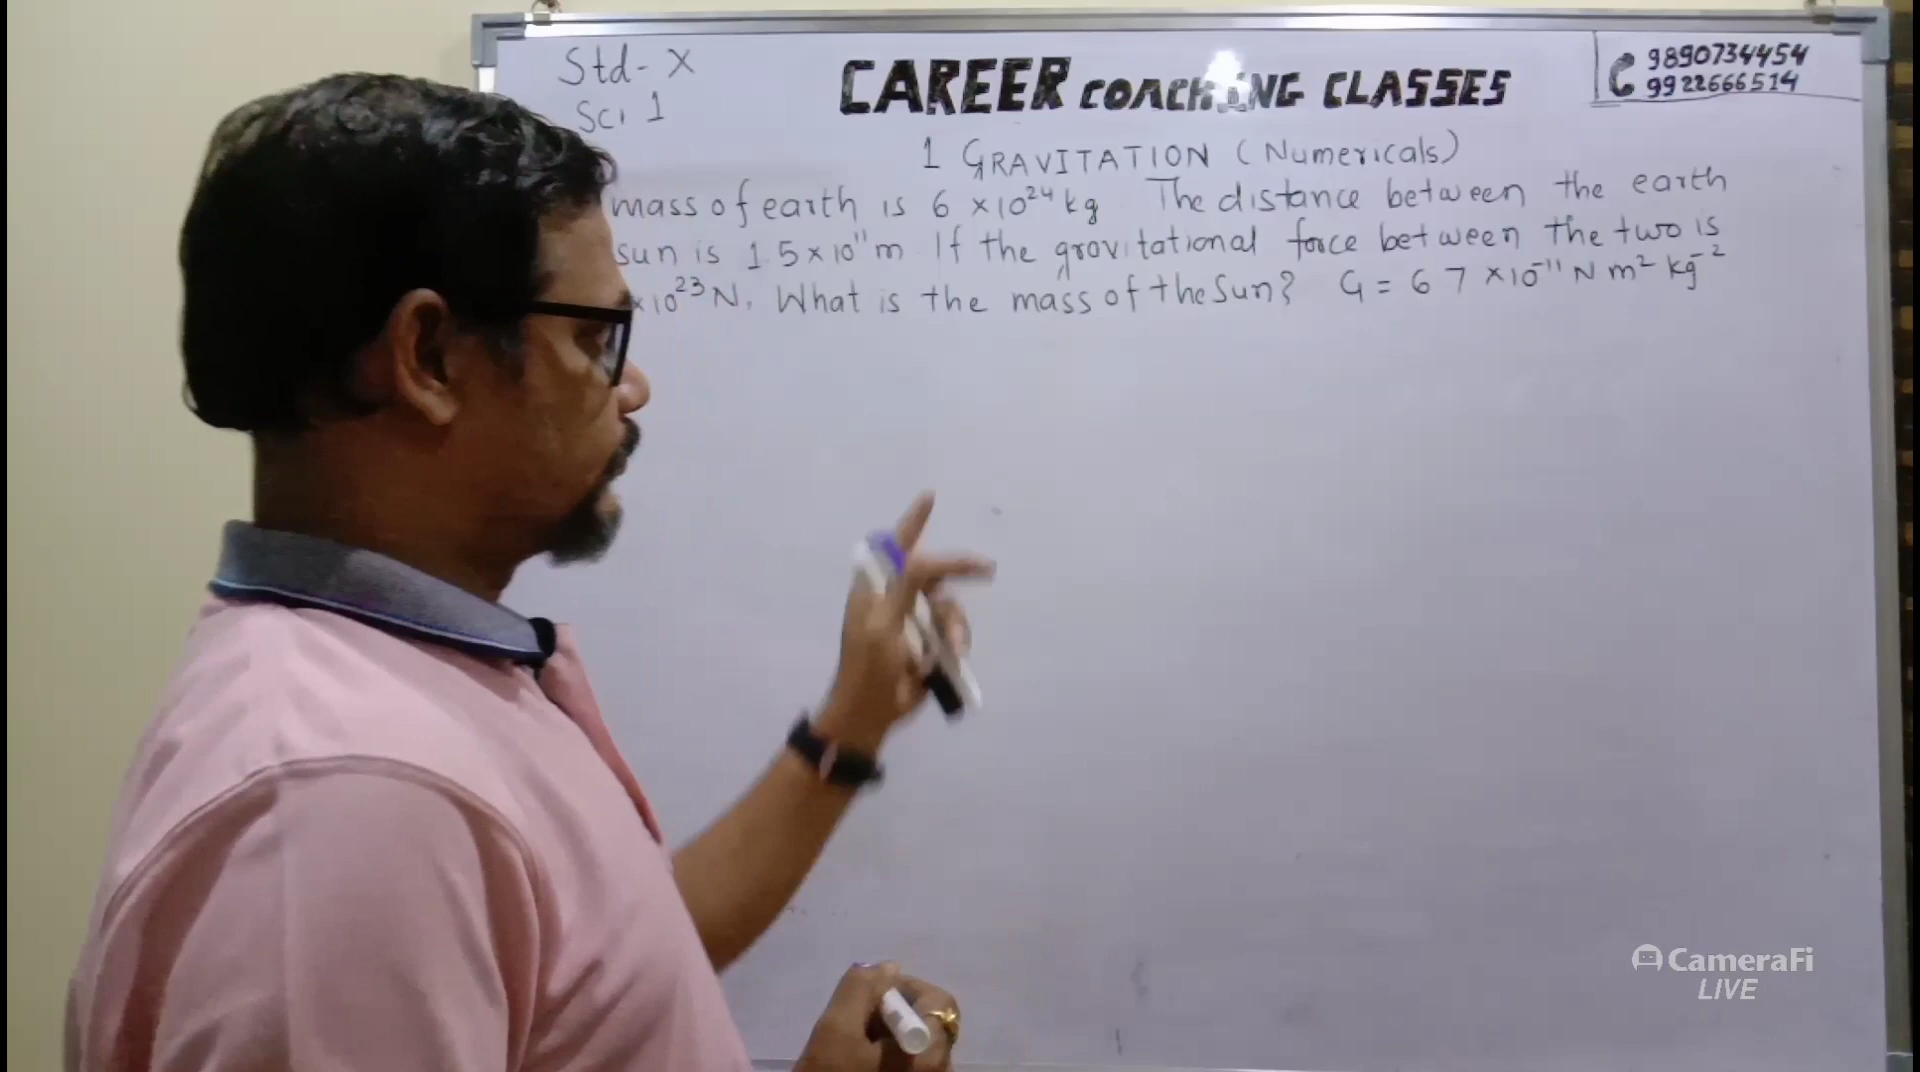 Std- X
Sci 1
CAREER COACHING CLASSES
9890734454
9922666514
1 GRAVITATION (Numericals)
mass of earth is 6 ×10²⁴ kg The distance between the earth
sun is 1.5×10¹¹m If the gravitational force between the two is
×10²³N. What is the mass of the Sun? G = 6 7 ×10⁻¹¹ N m² kg⁻²
CameraFi
LIVE